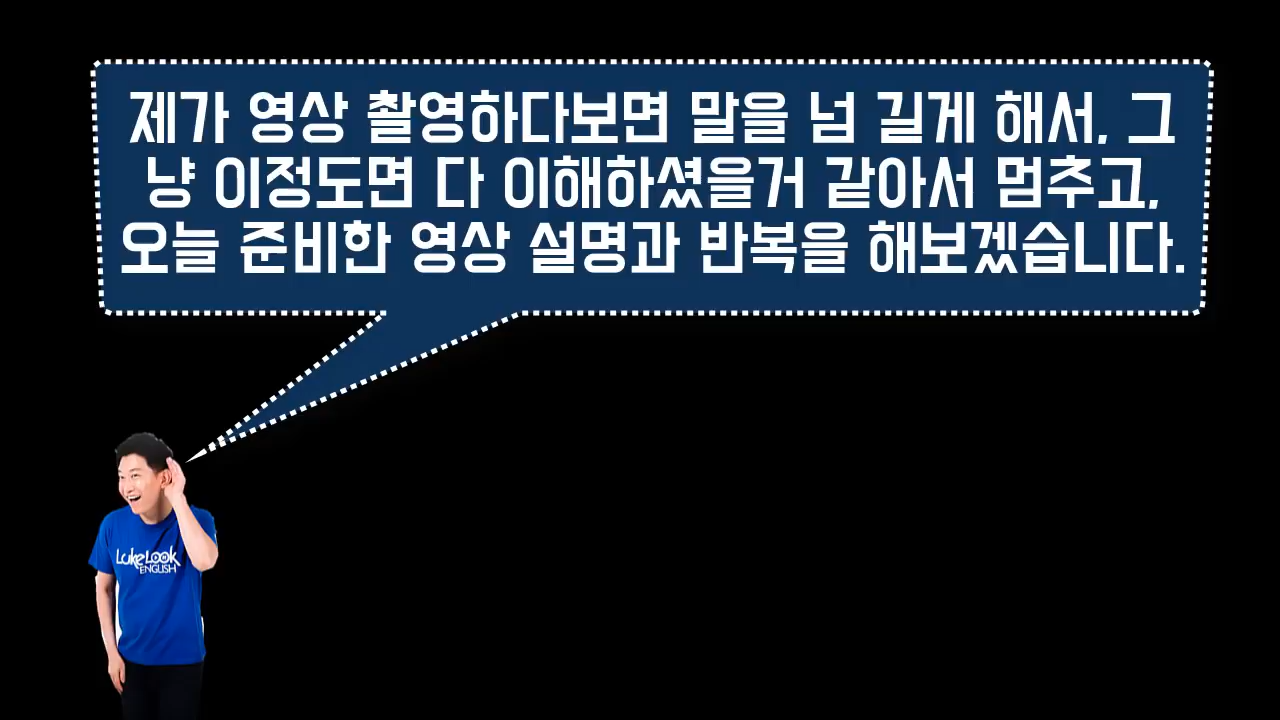 제가 영상 촬영하다보면 말을 넘 길게 해서, 그
냥 이정도면 다 이해하셨을거 같아서 멈추고,
오늘 준비한 영상 설명과 반복을 해보겠습니다.
LukeLook
ENGLISH